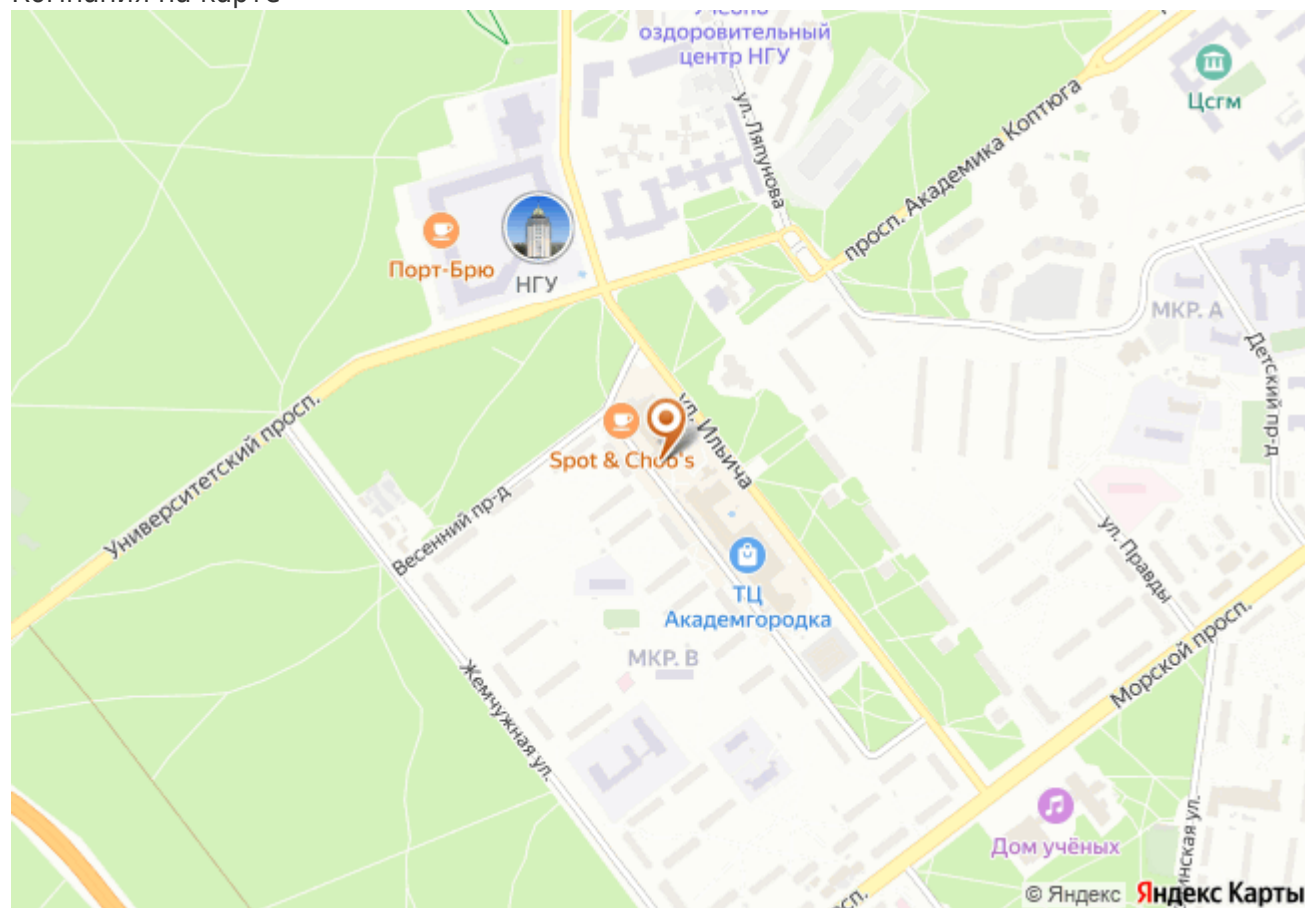 оздоровительный
центр НГУ
ул. Ляпунова
просп. Академика Коптюга
Цсгм
Порт-Брю
НГУ
МКР. А
Детский пр-д
Университетский просп.
ул. Ильича
Spot & Choo's
Весенний пр-д
ул. Правды
ТЦ
Академгородка
МКР. В
Морской просп.
Жемчужная ул.
Дом учёных
© Яндекс Яндекс Карты